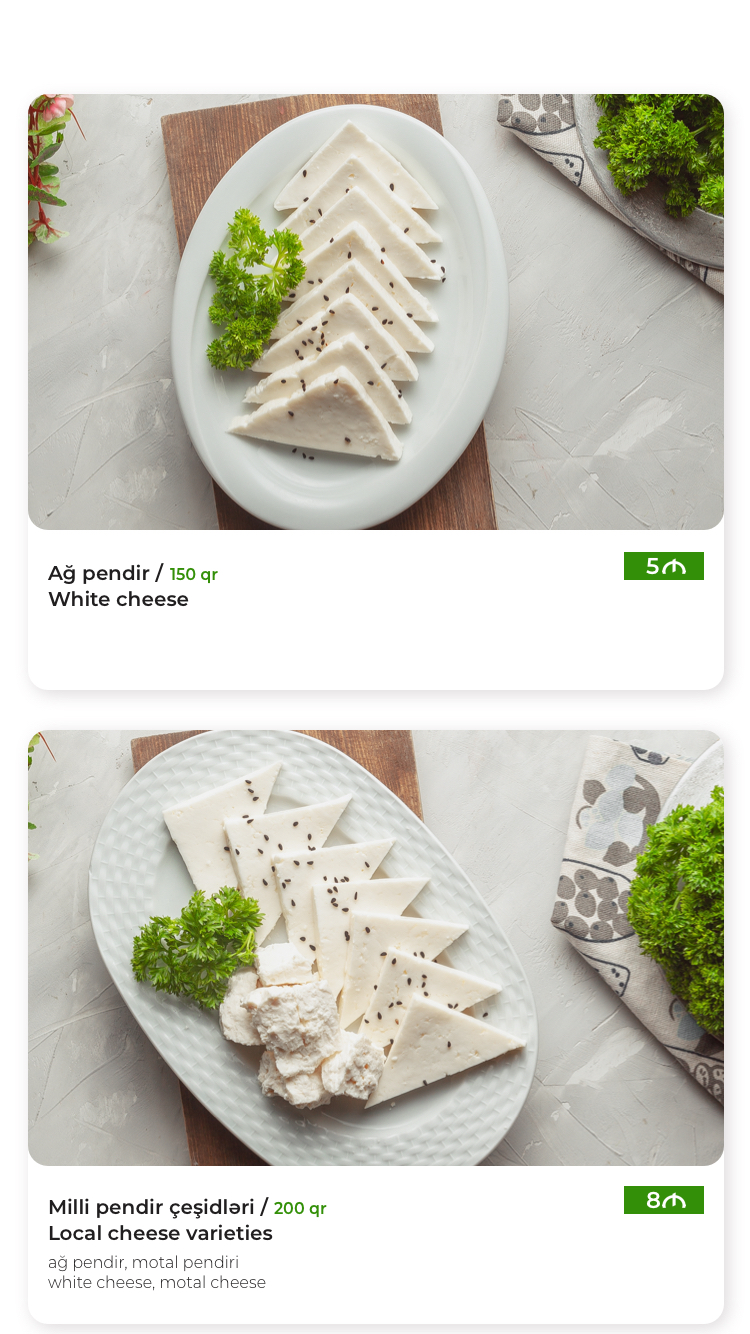 Ağ pendir / 150 qr
5₼
White cheese
Milli pendir çeşidləri / 200 qr
8₼
Local cheese varieties
ağ pendir, motal pendiri
white cheese, motal cheese